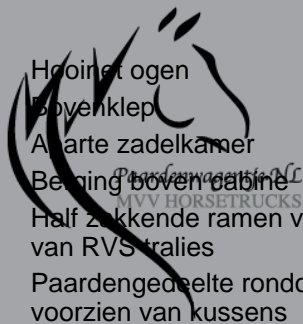 Hooinet ogen
Bovenklep
Aparte zadelkamer
Paardenwagentje.NL
Berging boven cabine
MVV HORSETRUCKS
Half zakkende ramen v
van RVS tralies
Paardengedeelte rondo
voorzien van kussens